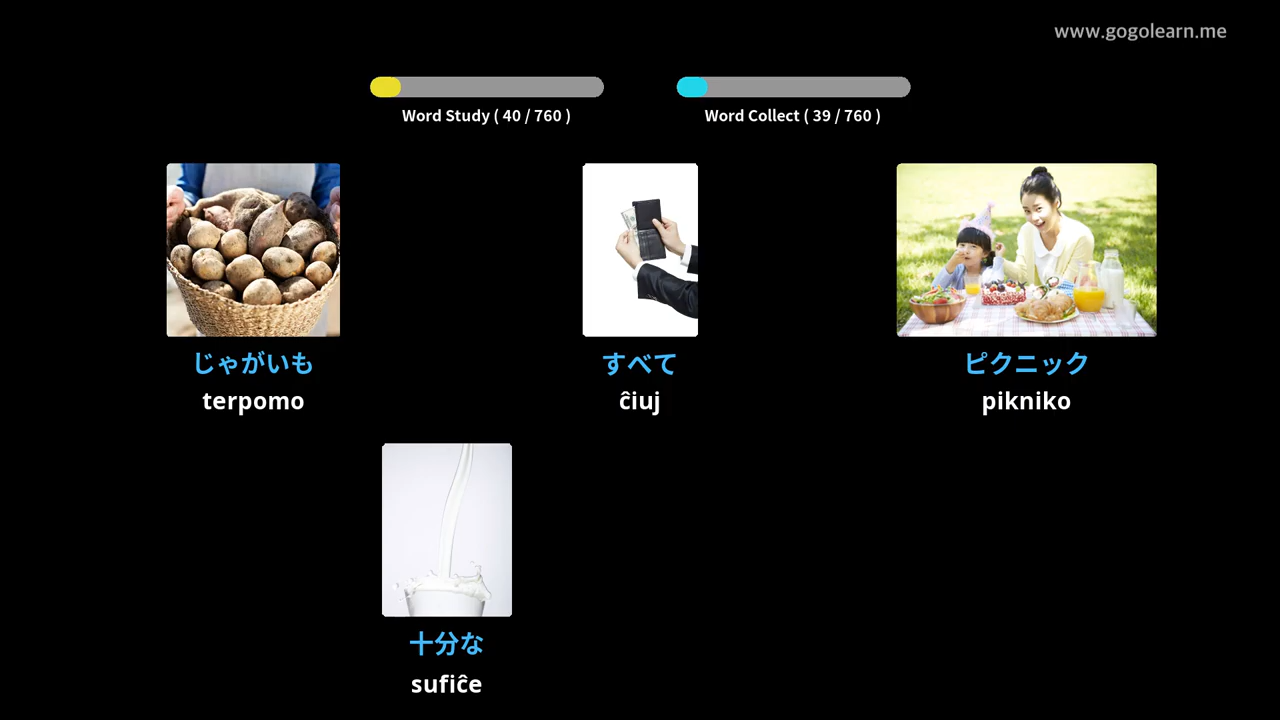 www.gogolearn.me
Word Study ( 40 / 760 )
Word Collect ( 39 / 760 )
じゃがいも
terpomo
すべて
ĉiuj
ピクニック
pikniko
十分な
sufiĉe